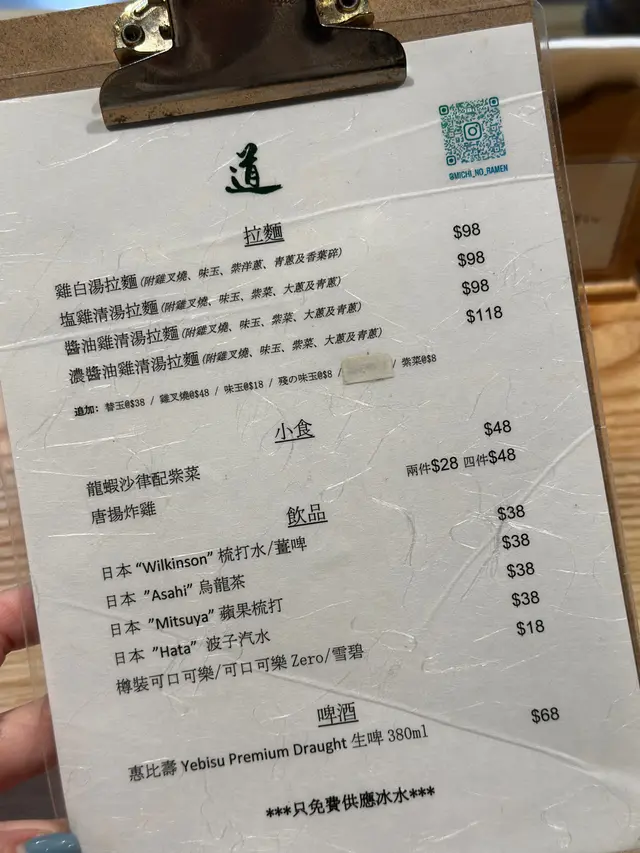 道
@MICHI_NO_RAMEN
拉麵
雞白湯拉麵(附雞叉燒、味玉、紫洋蔥、青蔥及香葉碎) $98
塩雞清湯拉麵(附雞叉燒、味玉、紫菜、大蔥及青蔥) $98
醬油雞清湯拉麵(附雞叉燒、味玉、紫菜、大蔥及青蔥) $98
濃醬油雞清湯拉麵(附雞叉燒、味玉、紫菜、大蔥及青蔥) $118
追加: 替玉@$38 / 雞叉燒@$48 / 味玉@$18 / 殘の味玉@$8 / / 紫菜@$8
小食
龍蝦沙律配紫菜 $48
唐揚炸雞 兩件$28 四件$48
飲品
日本 “Wilkinson” 梳打水/薑啤 $38
日本 “Asahi” 烏龍茶 $38
日本 “Mitsuya” 蘋果梳打 $38
日本 “Hata” 波子汽水 $38
樽裝可口可樂/可口可樂 Zero/雪碧 $18
啤酒
惠比壽 Yebisu Premium Draught 生啤 380ml $68
***只免費供應冰水***